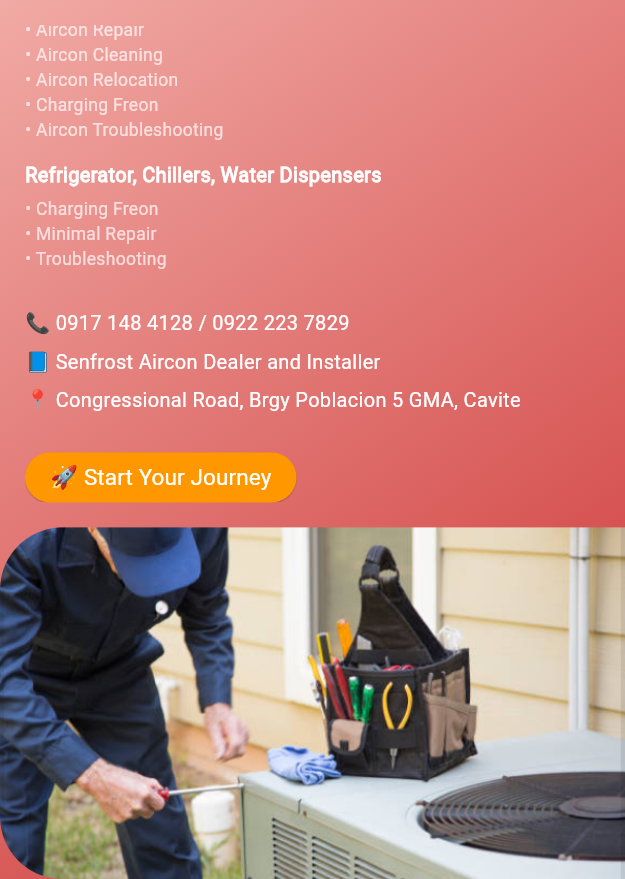 • Aircon Repair
• Aircon Cleaning
• Aircon Relocation
• Charging Freon
• Aircon Troubleshooting
Refrigerator, Chillers, Water Dispensers
• Charging Freon
• Minimal Repair
• Troubleshooting
📞 0917 148 4128 / 0922 223 7829
📘 Senfrost Aircon Dealer and Installer
📍 Congressional Road, Brgy Poblacion 5 GMA, Cavite
🚀 Start Your Journey